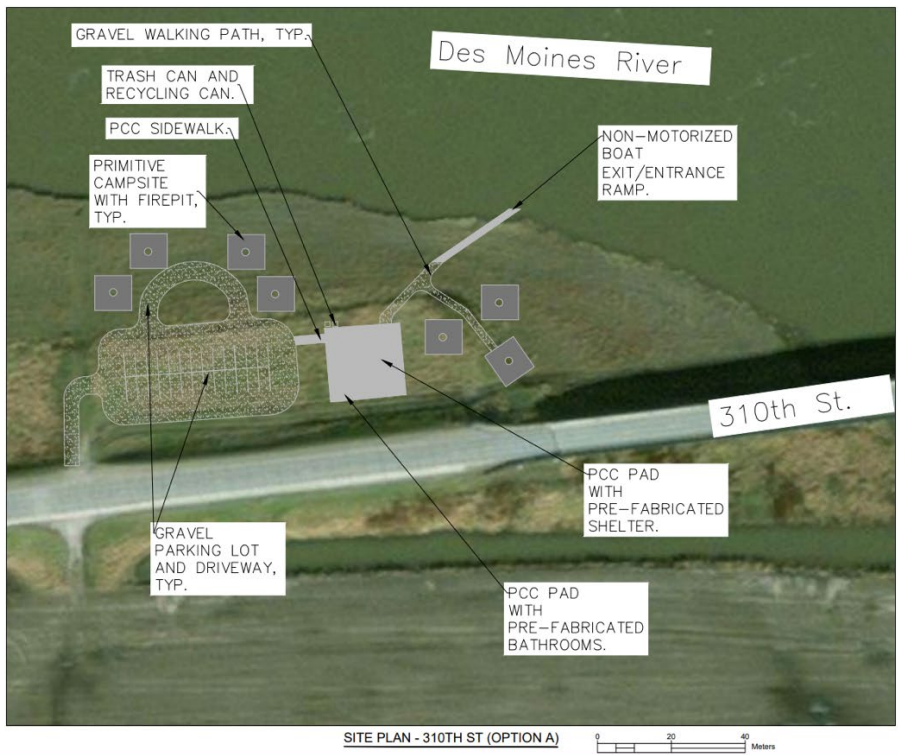 GRAVEL WALKING PATH, TYP.
Des Moines River
TRASH CAN AND
RECYCLING CAN.
PCC SIDEWALK.
NON-MOTORIZED
BOAT
EXIT/ENTRANCE
RAMP.
PRIMITIVE
CAMPSITE
WITH FIREPIT,
TYP.
310th St.
PCC PAD
WITH
PRE-FABRICATED
SHELTER.
GRAVEL
PARKING LOT
AND DRIVEWAY,
TYP.
PCC PAD
WITH
PRE-FABRICATED
BATHROOMS.
SITE PLAN - 310TH ST (OPTION A)
0 20 40
Meters